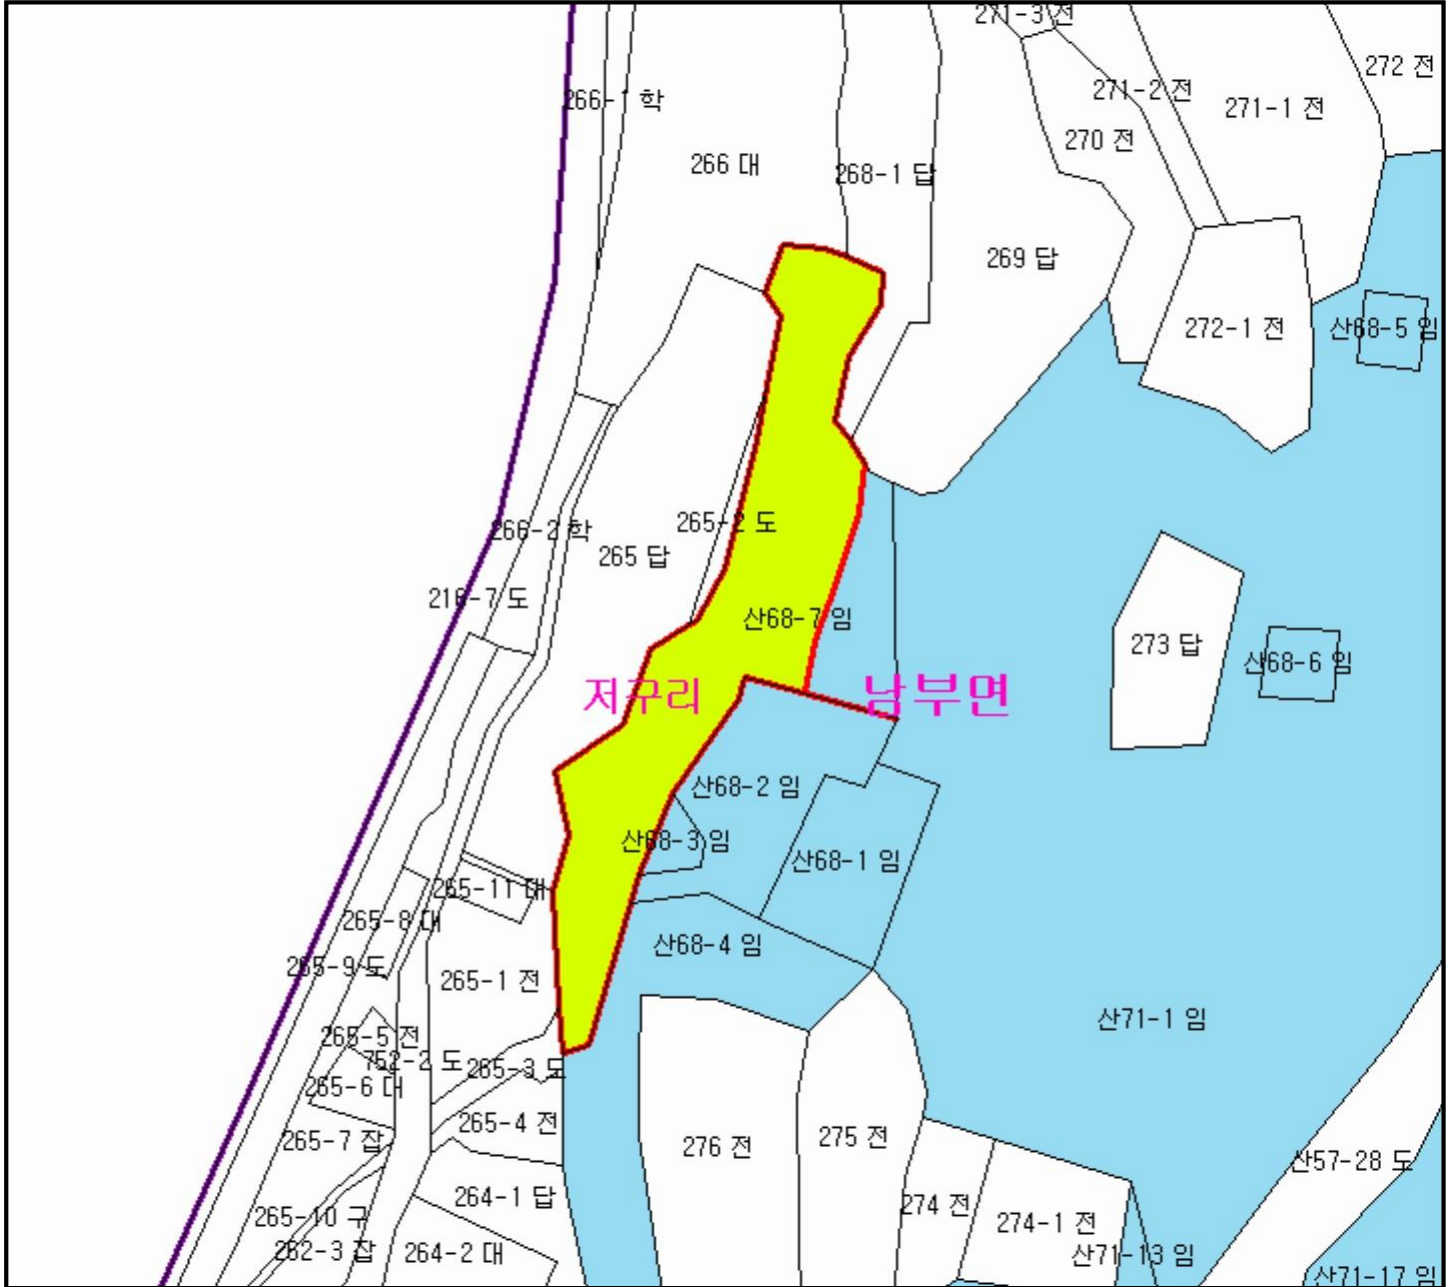 271-3 전
272 전
266-1 학
271-2 전
271-1 전
270 전
266 대
268-1 답
269 답
272-1 전
산68-5 임
265-2 도
266-2 학
265 답
216-7 도
산68-7 임
273 답
산68-6 임
저구리
남부면
산68-2 임
산68-3 임
산68-1 임
265-11 대
265-8 대
산68-4 임
265-9 도
265-1 전
산71-1 임
265-5 전
752-2 도
265-3 도
265-6 대
265-4 전
265-7 잡
276 전
275 전
산57-28 도
264-1 답
274 전
265-10 구
274-1 전
262-3 잡
264-2 대
산71-13 임
산71-17 임